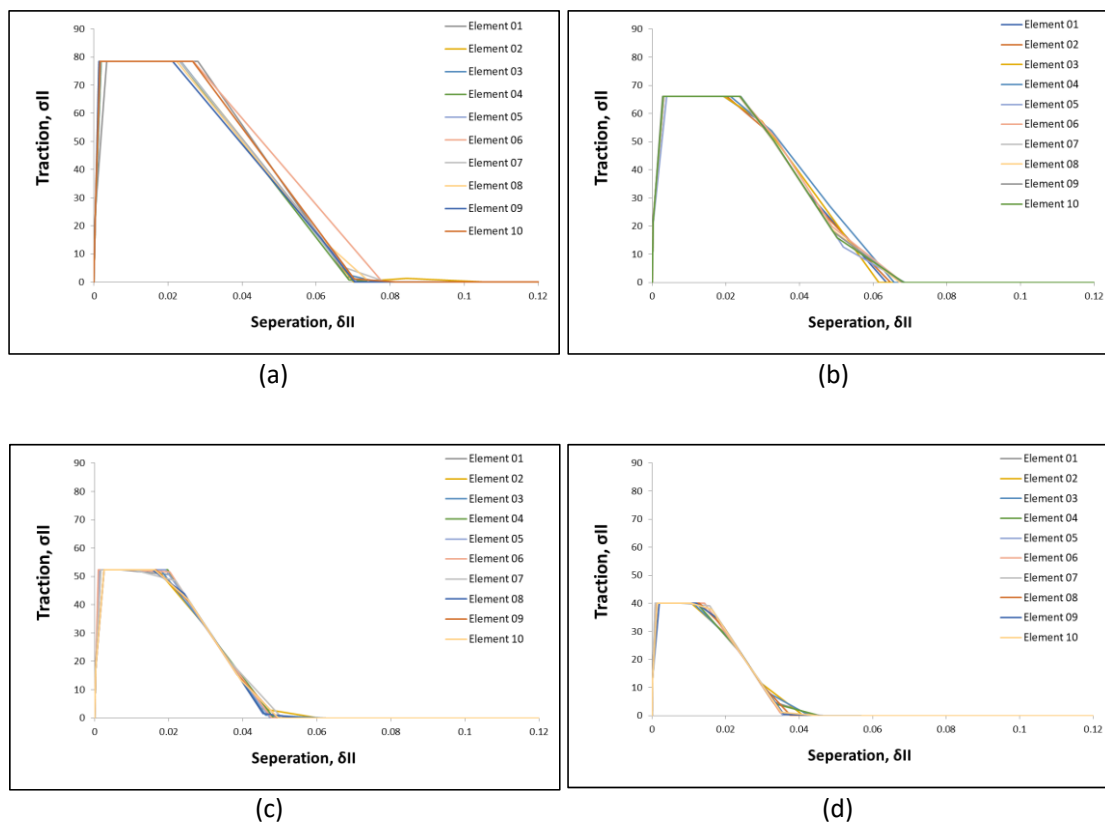 90
80
70
60
50
40
30
20
10
0
Traction, σII
0 0.02 0.04 0.06 0.08 0.1 0.12
Seperation, δII
Element 01
Element 02
Element 03
Element 04
Element 05
Element 06
Element 07
Element 08
Element 09
Element 10
(a)
90
80
70
60
50
40
30
20
10
0
Traction, σII
0 0.02 0.04 0.06 0.08 0.1 0.12
Seperation, δII
Element 01
Element 02
Element 03
Element 04
Element 05
Element 06
Element 07
Element 08
Element 09
Element 10
(b)
90
80
70
60
50
40
30
20
10
0
Traction, σII
0 0.02 0.04 0.06 0.08 0.1 0.12
Seperation, δII
Element 01
Element 02
Element 03
Element 04
Element 05
Element 06
Element 07
Element 08
Element 09
Element 10
(c)
90
80
70
60
50
40
30
20
10
0
Traction, σII
0 0.02 0.04 0.06 0.08 0.1 0.12
Seperation, δII
Element 01
Element 02
Element 03
Element 04
Element 05
Element 06
Element 07
Element 08
Element 09
Element 10
(d)